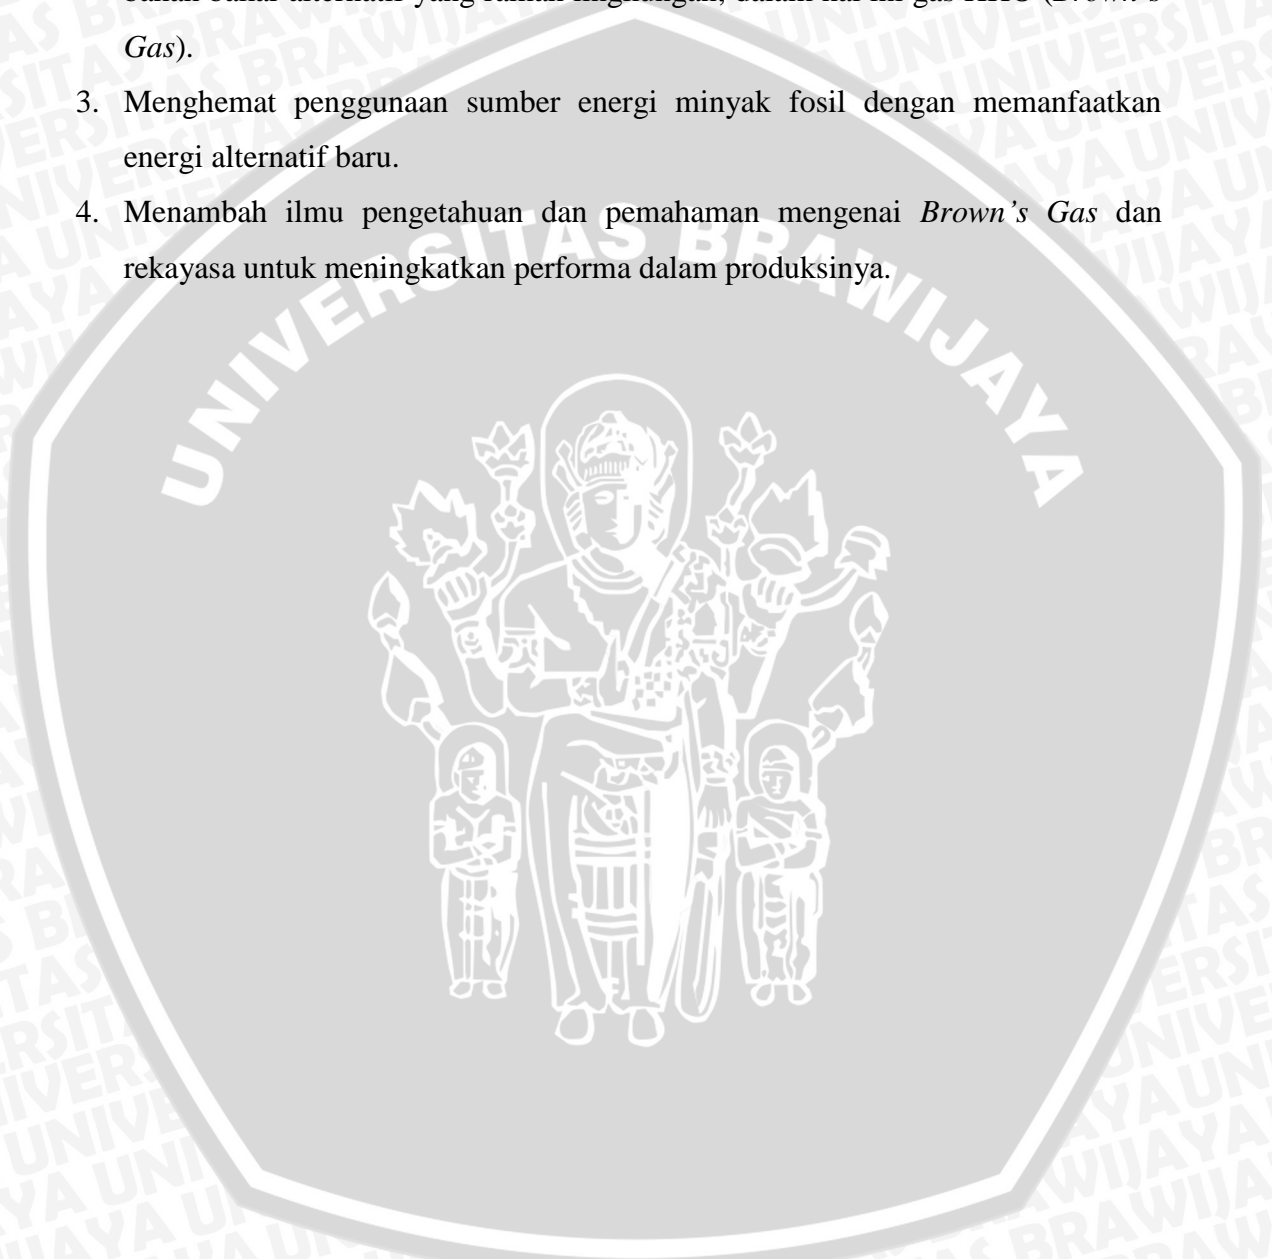 bahan bakar alternatif yang ramah lingkungan, dalam hal ini gas HHO (Brown's
Gas).
3. Menghemat penggunaan sumber energi minyak fosil dengan memanfaatkan
energi alternatif baru.
4. Menambah ilmu pengetahuan dan pemahaman mengenai Brown's Gas dan
rekayasa untuk meningkatkan performa dalam produksinya.
UNIVERSITAS BRAWIJAYA